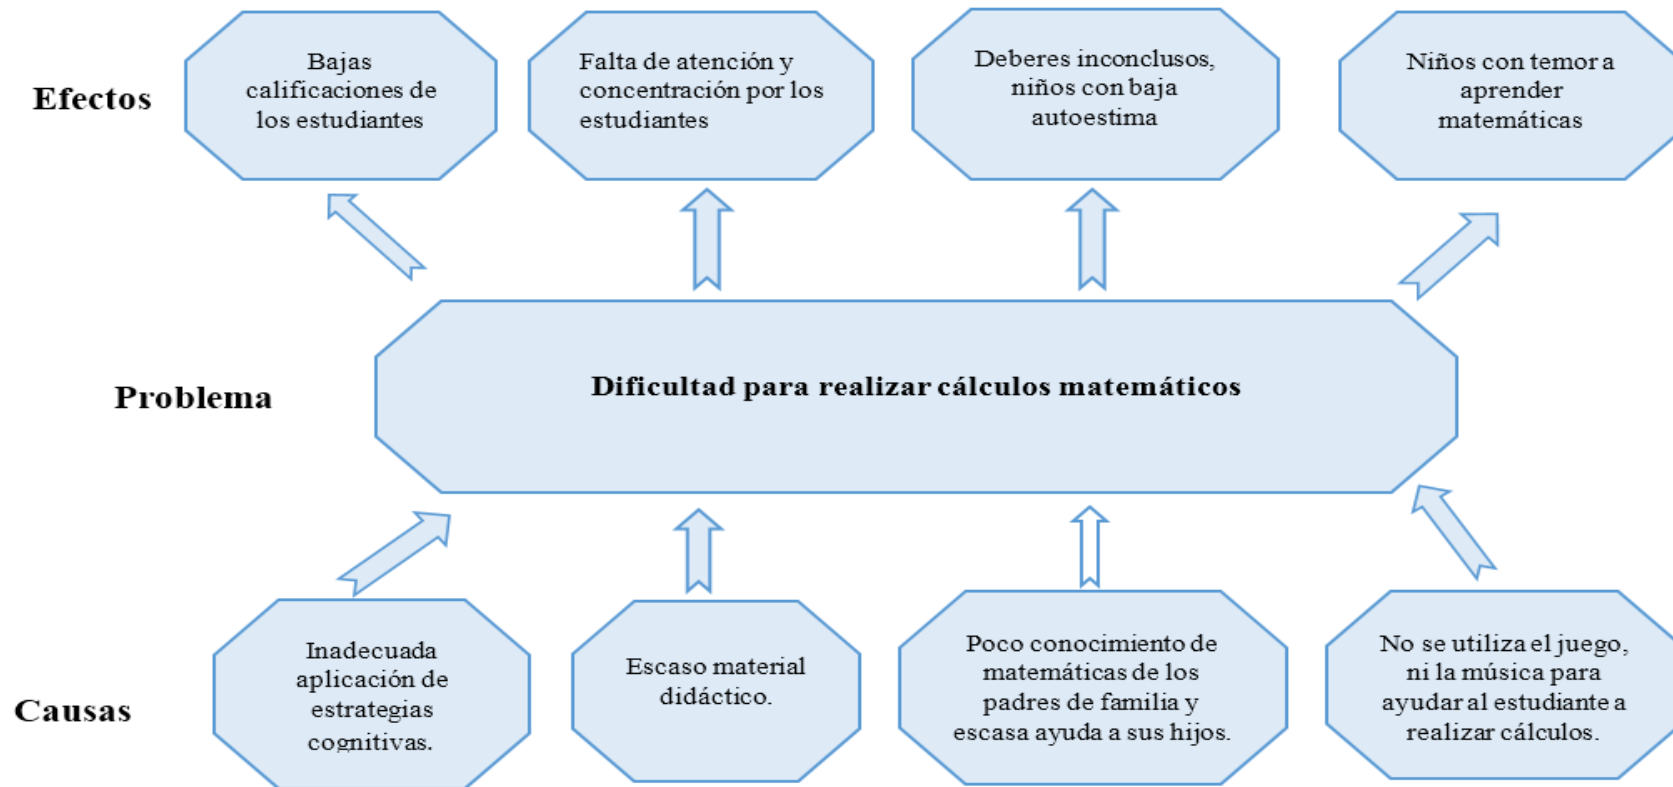 Efectos
Bajas
calificaciones de
los estudiantes
Falta de atención y
concentración por los
estudiantes
Deberes inconclusos,
niños con baja
autoestima
Niños con temor a
aprender
matemáticas
Problema
Dificultad para realizar cálculos matemáticos
Causas
Inadecuada
aplicación de
estrategias
cognitivas.
Escaso material
didáctico.
Poco conocimiento de
matemáticas de los
padres de familia y
escasa ayuda a sus hijos.
No se utiliza el juego,
ni la música para
ayudar al estudiante a
realizar cálculos.